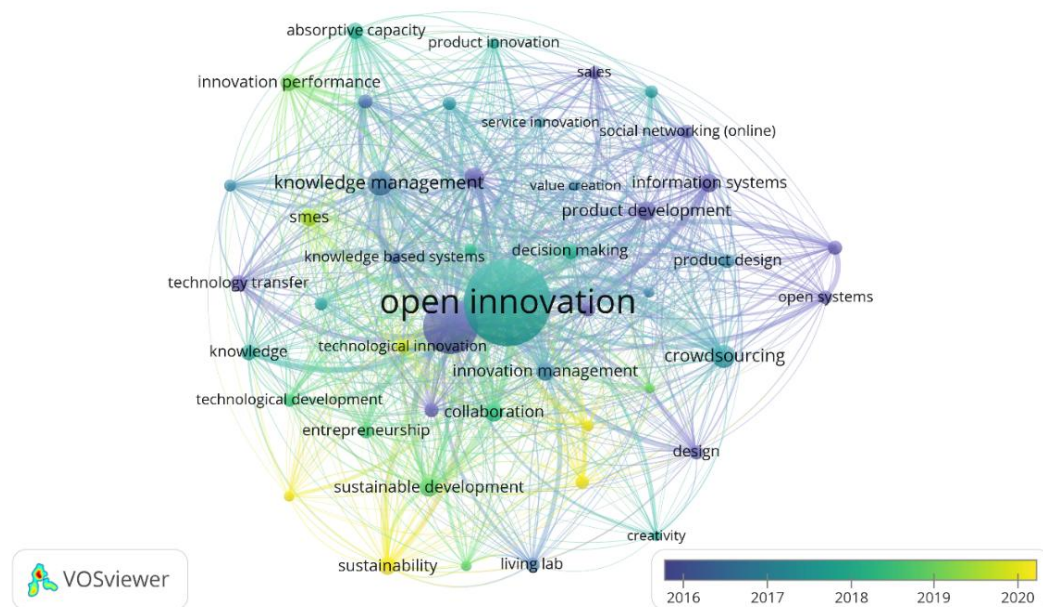 absorptive capacity
product innovation
sales
innovation performance
service innovation
social networking (online)
knowledge management
value creation
information systems
smes
product development
knowledge based systems
decision making
product design
technology transfer
open innovation
open systems
technological innovation
knowledge
crowdsourcing
innovation management
technological development
collaboration
entrepreneurship
design
sustainable development
creativity
sustainability
living lab
VOSviewer
2016 2017 2018 2019 2020